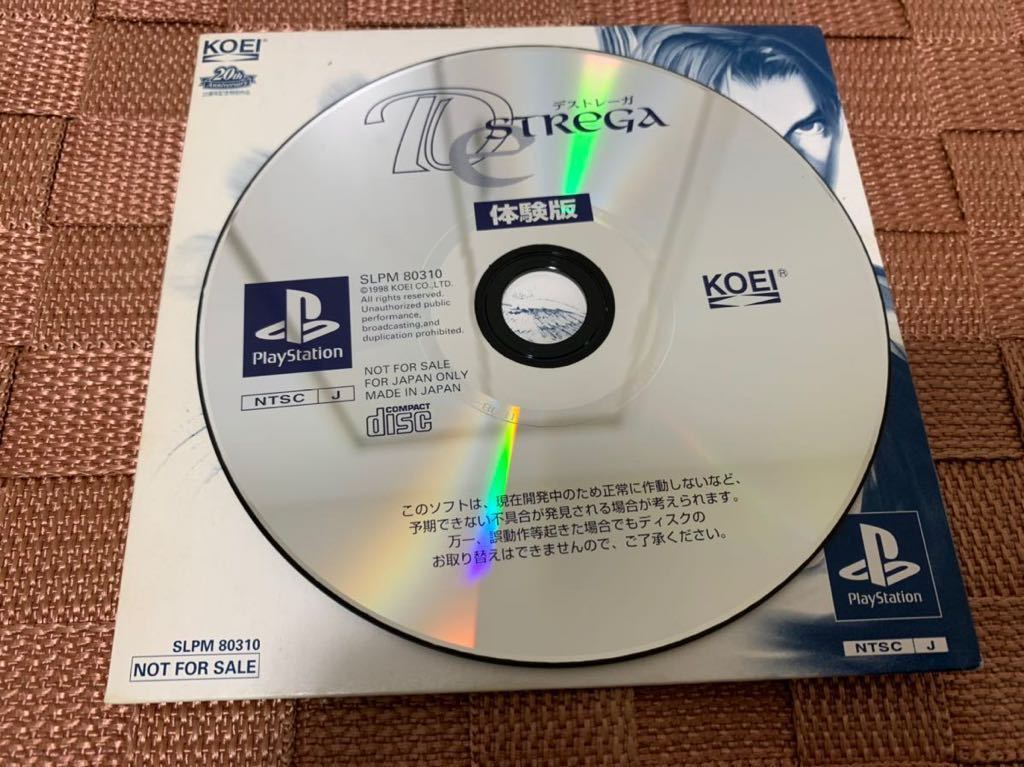 KOEI
20th
Anniversary
デストレーガ
DeSTREGA
体験版
SLPM 80310
©1998 KOEI CO.,LTD.
All rights reserved.
Unauthorized public
performance,
broadcasting,and
duplication prohibited.
NOT FOR SALE
FOR JAPAN ONLY
MADE IN JAPAN
PlayStation
NTSC J
COMPACT
disc
KOEI®
このソフトは、現在開発中のため正常に作動しないなど、
予期できない不具合が発見される場合が考えられます。
万一、誤動作等起きた場合でもディスクの
お取り替えはできませんので、ご了承ください。
SLPM 80310
NOT FOR SALE
PlayStation
NTSC J